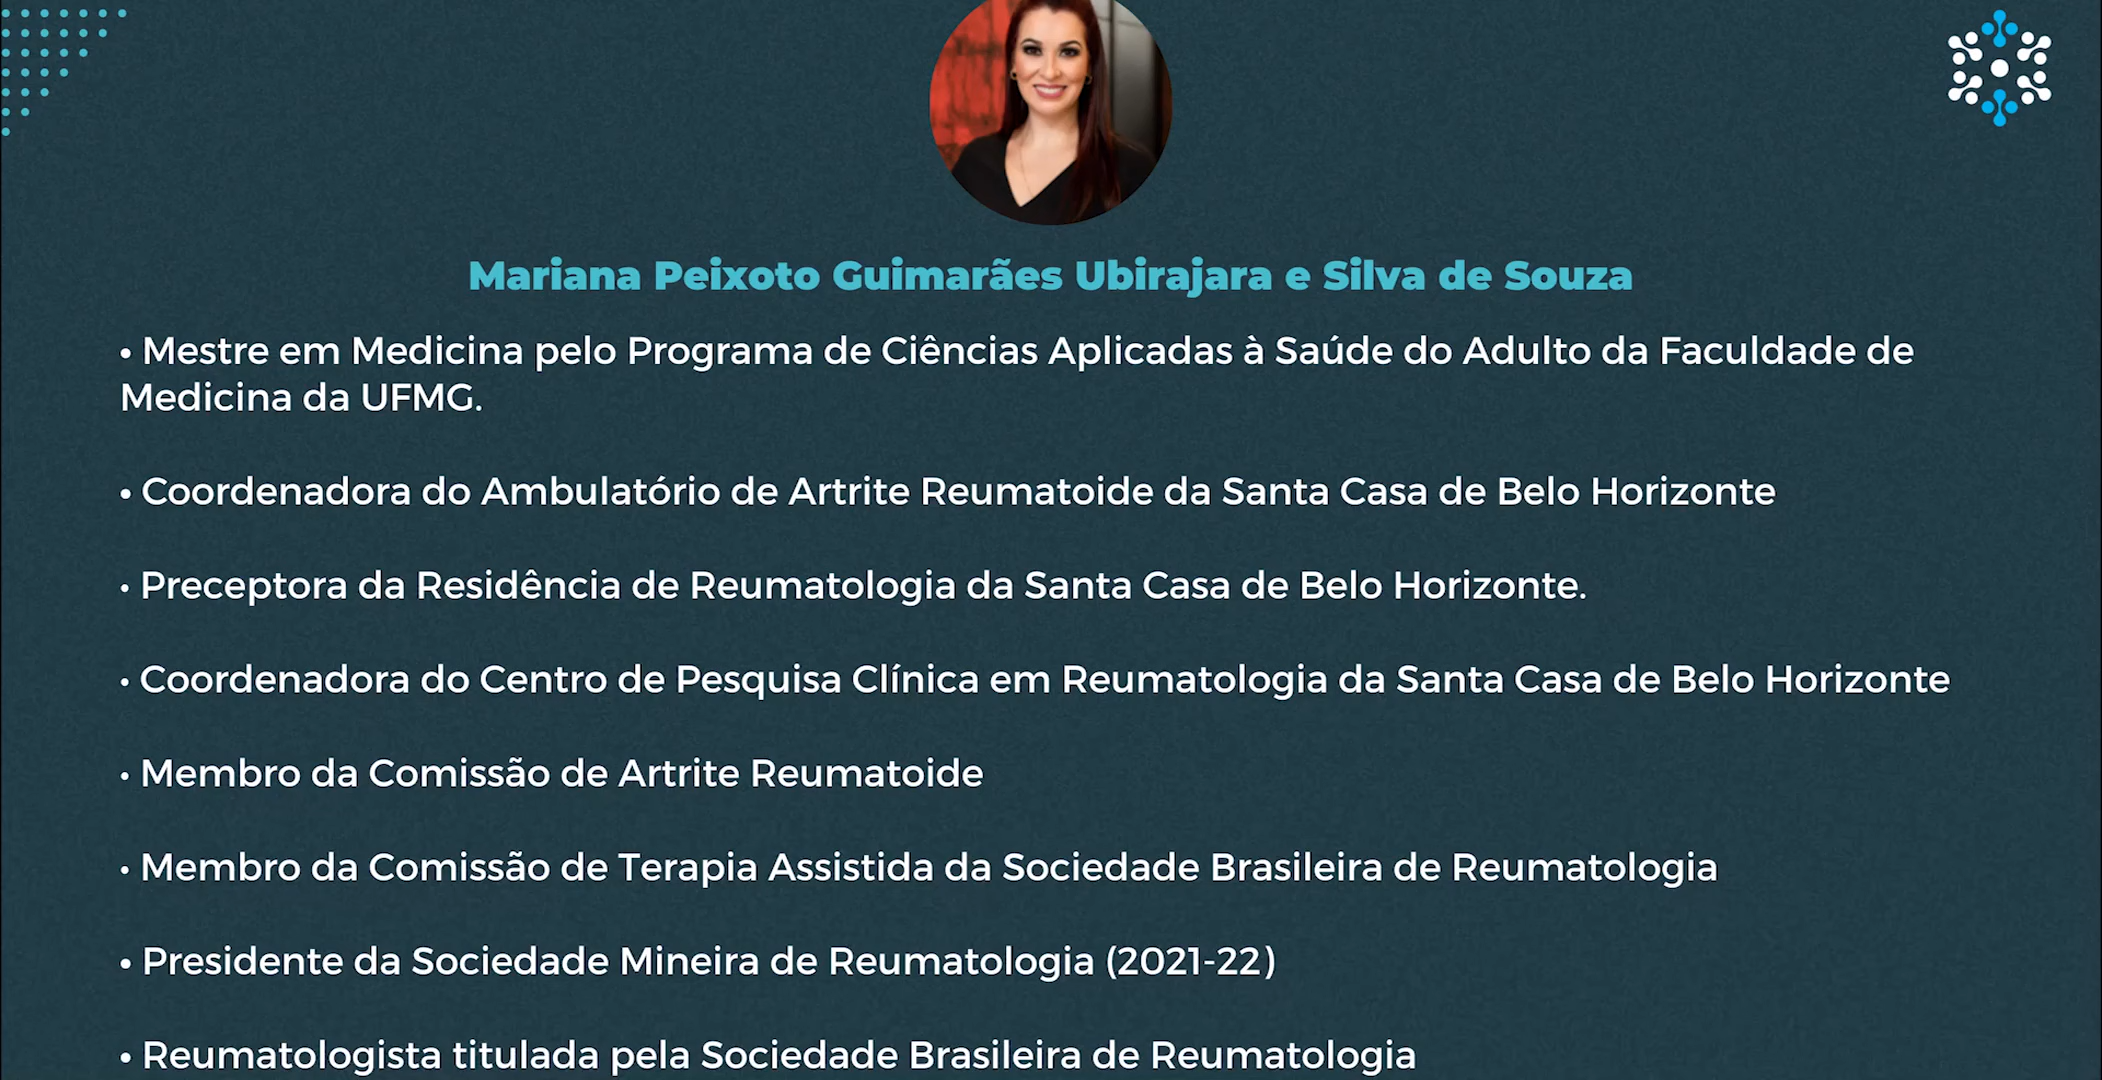 Mariana Peixoto Guimarães Ubirajara e Silva de Souza
• Mestre em Medicina pelo Programa de Ciências Aplicadas à Saúde do Adulto da Faculdade de
Medicina da UFMG.
• Coordenadora do Ambulatório de Artrite Reumatoide da Santa Casa de Belo Horizonte
• Preceptora da Residência de Reumatologia da Santa Casa de Belo Horizonte.
• Coordenadora do Centro de Pesquisa Clínica em Reumatologia da Santa Casa de Belo Horizonte
• Membro da Comissão de Artrite Reumatoide
• Membro da Comissão de Terapia Assistida da Sociedade Brasileira de Reumatologia
• Presidente da Sociedade Mineira de Reumatologia (2021-22)
• Reumatologista titulada pela Sociedade Brasileira de Reumatologia